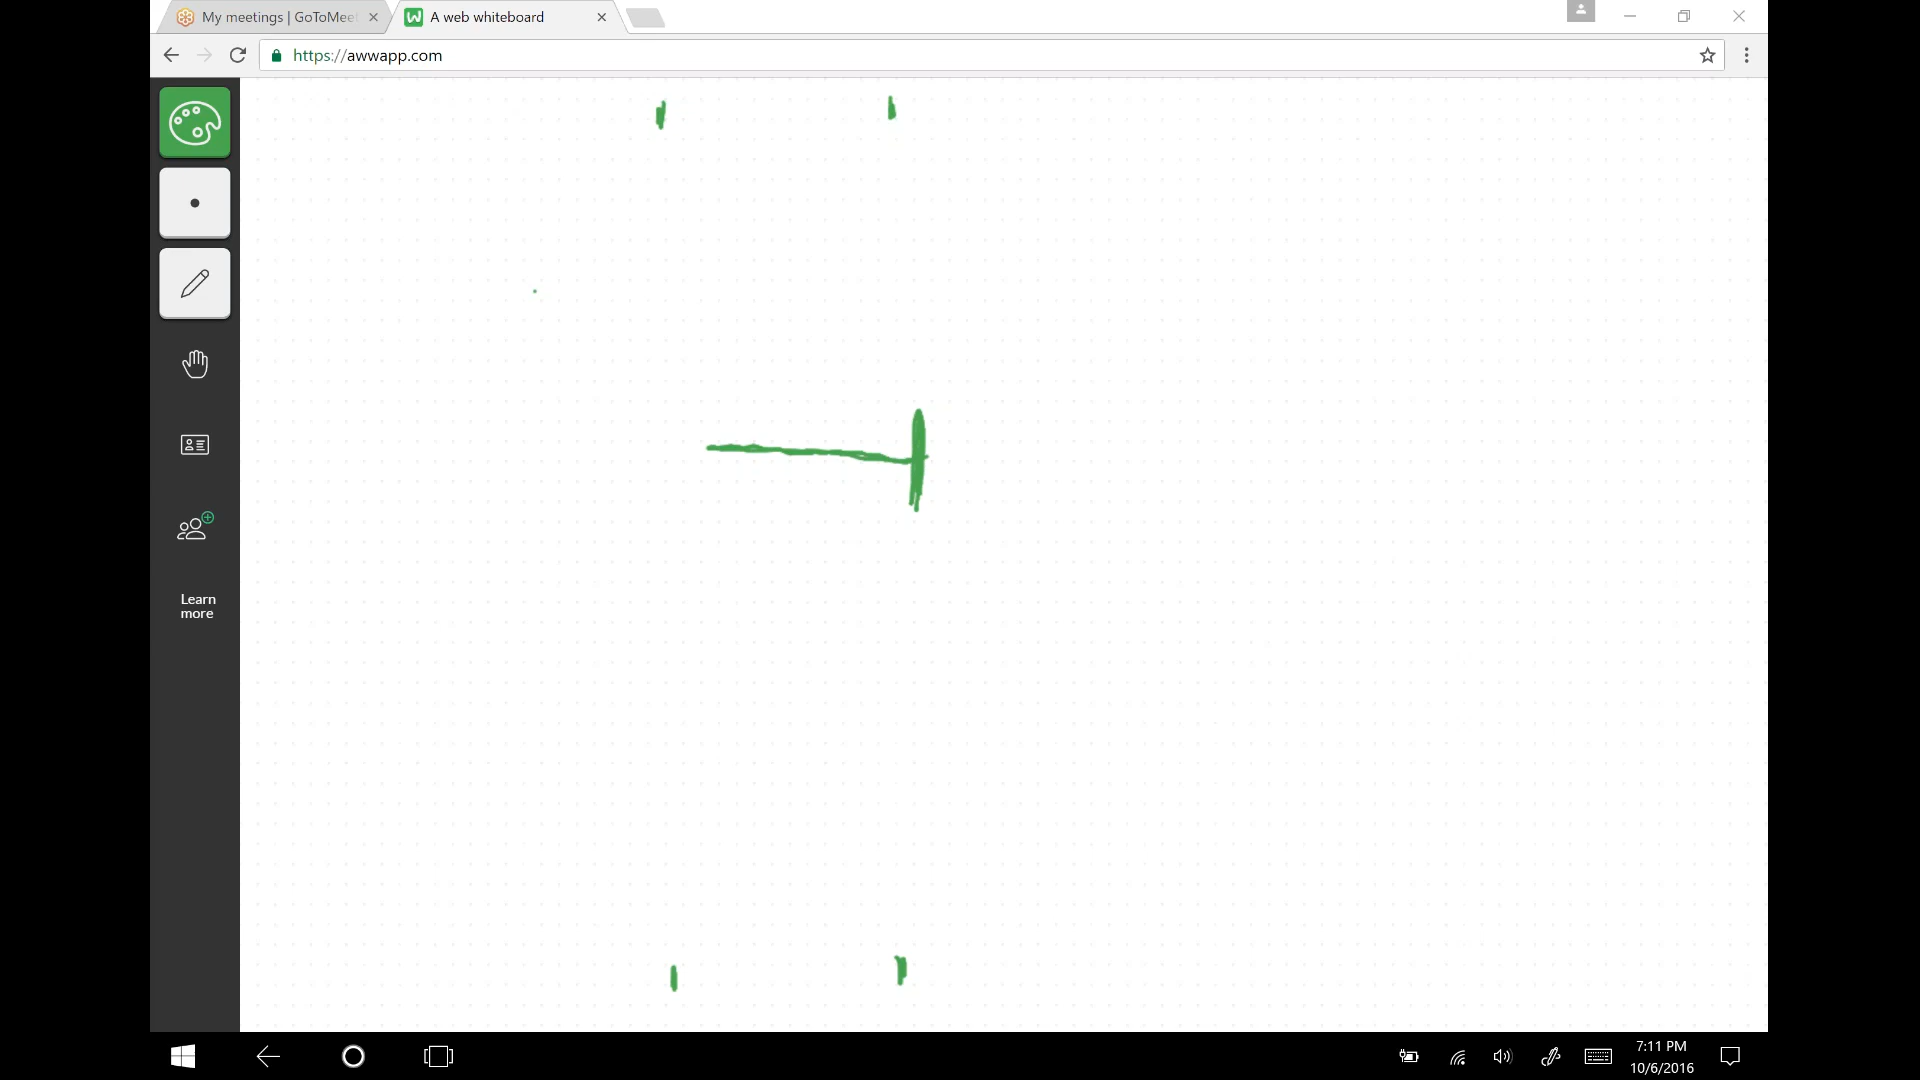 My meetings | GoToMeet
A web whiteboard
https://awwapp.com
Learn
more
7:11 PM
10/6/2016